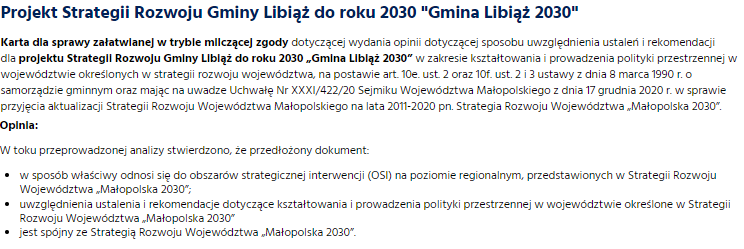 Projekt Strategii Rozwoju Gminy Libiąż do roku 2030 "Gmina Libiąż 2030"
Karta dla sprawy załatwianej w trybie milczącej zgody dotyczącej wydania opinii dotyczącej sposobu uwzględnienia ustaleń i rekomendacji
dla projektu Strategii Rozwoju Gminy Libiąż do roku 2030 „Gmina Libiąż 2030” w zakresie kształtowania i prowadzenia polityki przestrzennej w
województwie określonych w strategii rozwoju województwa, na postawie art. 10e. ust. 2 oraz 10f. ust. 2 i 3 ustawy z dnia 8 marca 1990 r. o
samorządzie gminnym oraz mając na uwadze Uchwałę Nr XXXI/422/20 Sejmiku Województwa Małopolskiego z dnia 17 grudnia 2020 r. w sprawie
przyjęcia aktualizacji Strategii Rozwoju Województwa Małopolskiego na lata 2011-2020 pn. Strategia Rozwoju Województwa „Małopolska 2030”.
Opinia:
W toku przeprowadzonej analizy stwierdzono, że przedłożony dokument:
• w sposób właściwy odnosi się do obszarów strategicznej interwencji (OSI) na poziomie regionalnym, przedstawionych w Strategii Rozwoju
Województwa „Małopolska 2030”;
• uwzględnienia ustalenia i rekomendacje dotyczące kształtowania i prowadzenia polityki przestrzennej w województwie określone w Strategii
Rozwoju Województwa „Małopolska 2030”
• jest spójny ze Strategią Rozwoju Województwa „Małopolska 2030”.